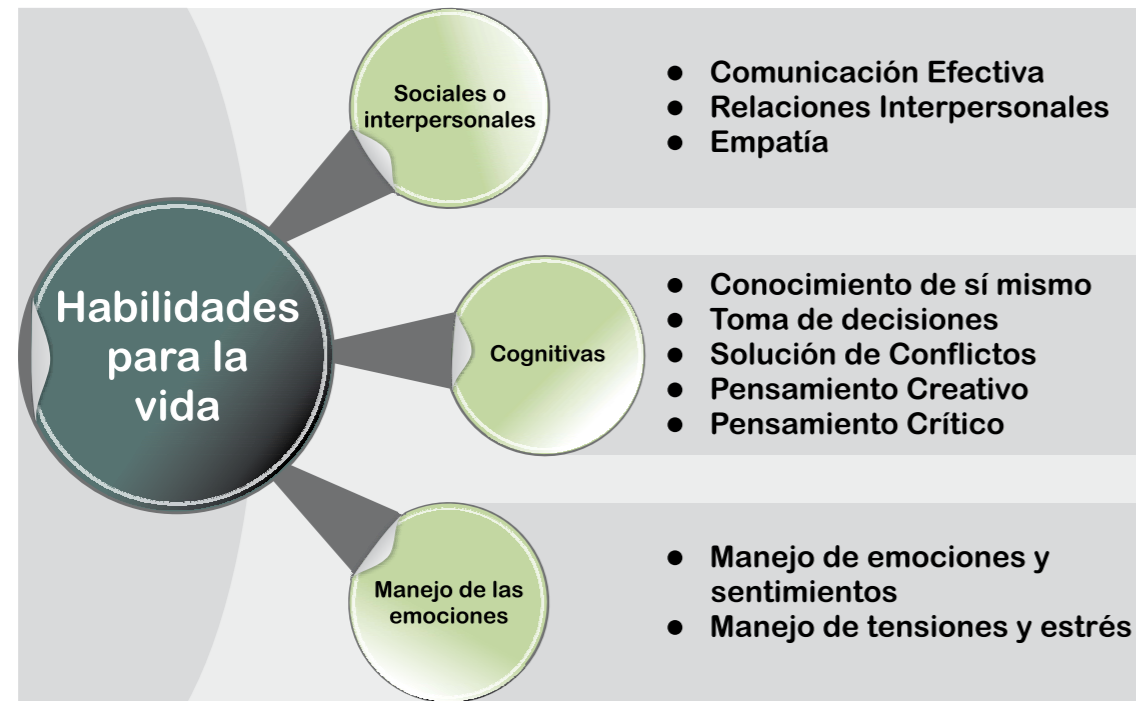 Habilidades
para la
vida
Sociales o
interpersonales
● Comunicación Efectiva
● Relaciones Interpersonales
● Empatía
Cognitivas
● Conocimiento de sí mismo
● Toma de decisiones
● Solución de Conflictos
● Pensamiento Creativo
● Pensamiento Crítico
Manejo de las
emociones
● Manejo de emociones y
sentimientos
● Manejo de tensiones y estrés